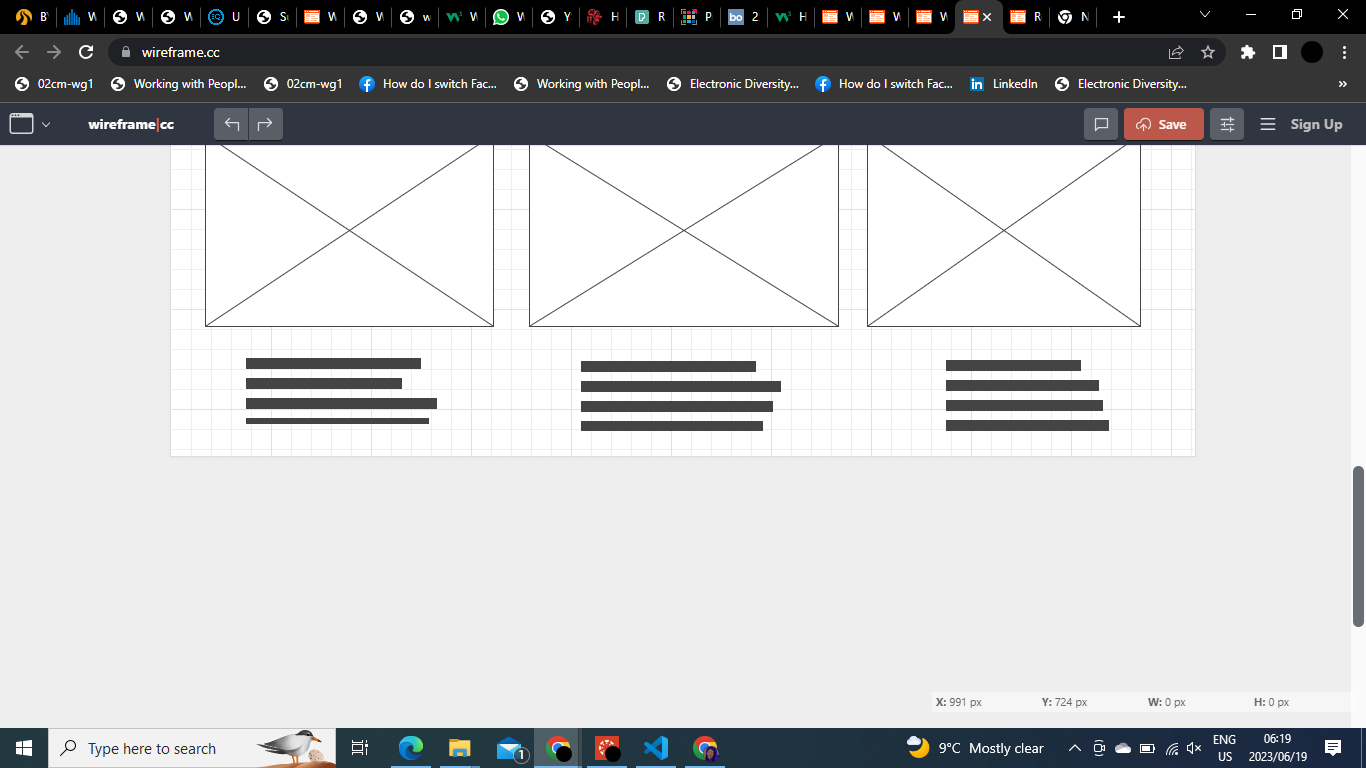 B W W W U Su W W w W W Y H R P 2 H W W W R N
wireframe.cc
02cm-wg1 Working with Peopl... 02cm-wg1 How do I switch Fac... Working with Peopl... Electronic Diversity... How do I switch Fac... LinkedIn Electronic Diversity... »
wireframe|cc Save Sign Up
X: 991 px Y: 724 px W: 0 px H: 0 px
Type here to search 1 9°C Mostly clear ENG 06:19
US 2023/06/19